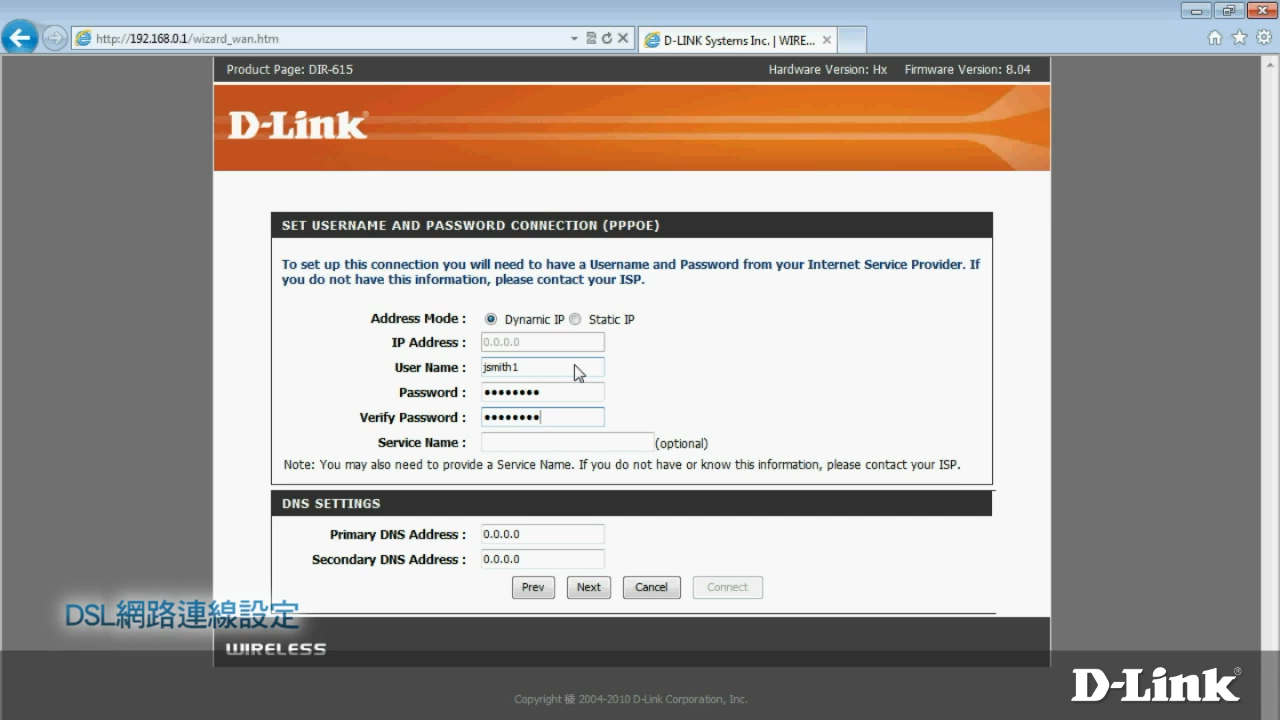 http://192.168.0.1/wizard_wan.htm
D-LINK Systems Inc. | WIRE...
Product Page: DIR-615
Hardware Version: Hx Firmware Version: 8.04
D-Link
SET USERNAME AND PASSWORD CONNECTION (PPPOE)
To set up this connection you will need to have a Username and Password from your Internet Service Provider. If
you do not have this information, please contact your ISP.
Address Mode : Dynamic IP Static IP
IP Address : 0.0.0.0
User Name : jsmith1
Password : ••••••••
Verify Password : ••••••••
Service Name : (optional)
Note: You may also need to provide a Service Name. If you do not have or know this information, please contact your ISP.
DNS SETTINGS
Primary DNS Address : 0.0.0.0
Secondary DNS Address : 0.0.0.0
Prev Next Cancel Connect
DSL網路連線設定
WIRELESS
D-Link
Copyright 穢 2004-2010 D-Link Corporation, Inc.